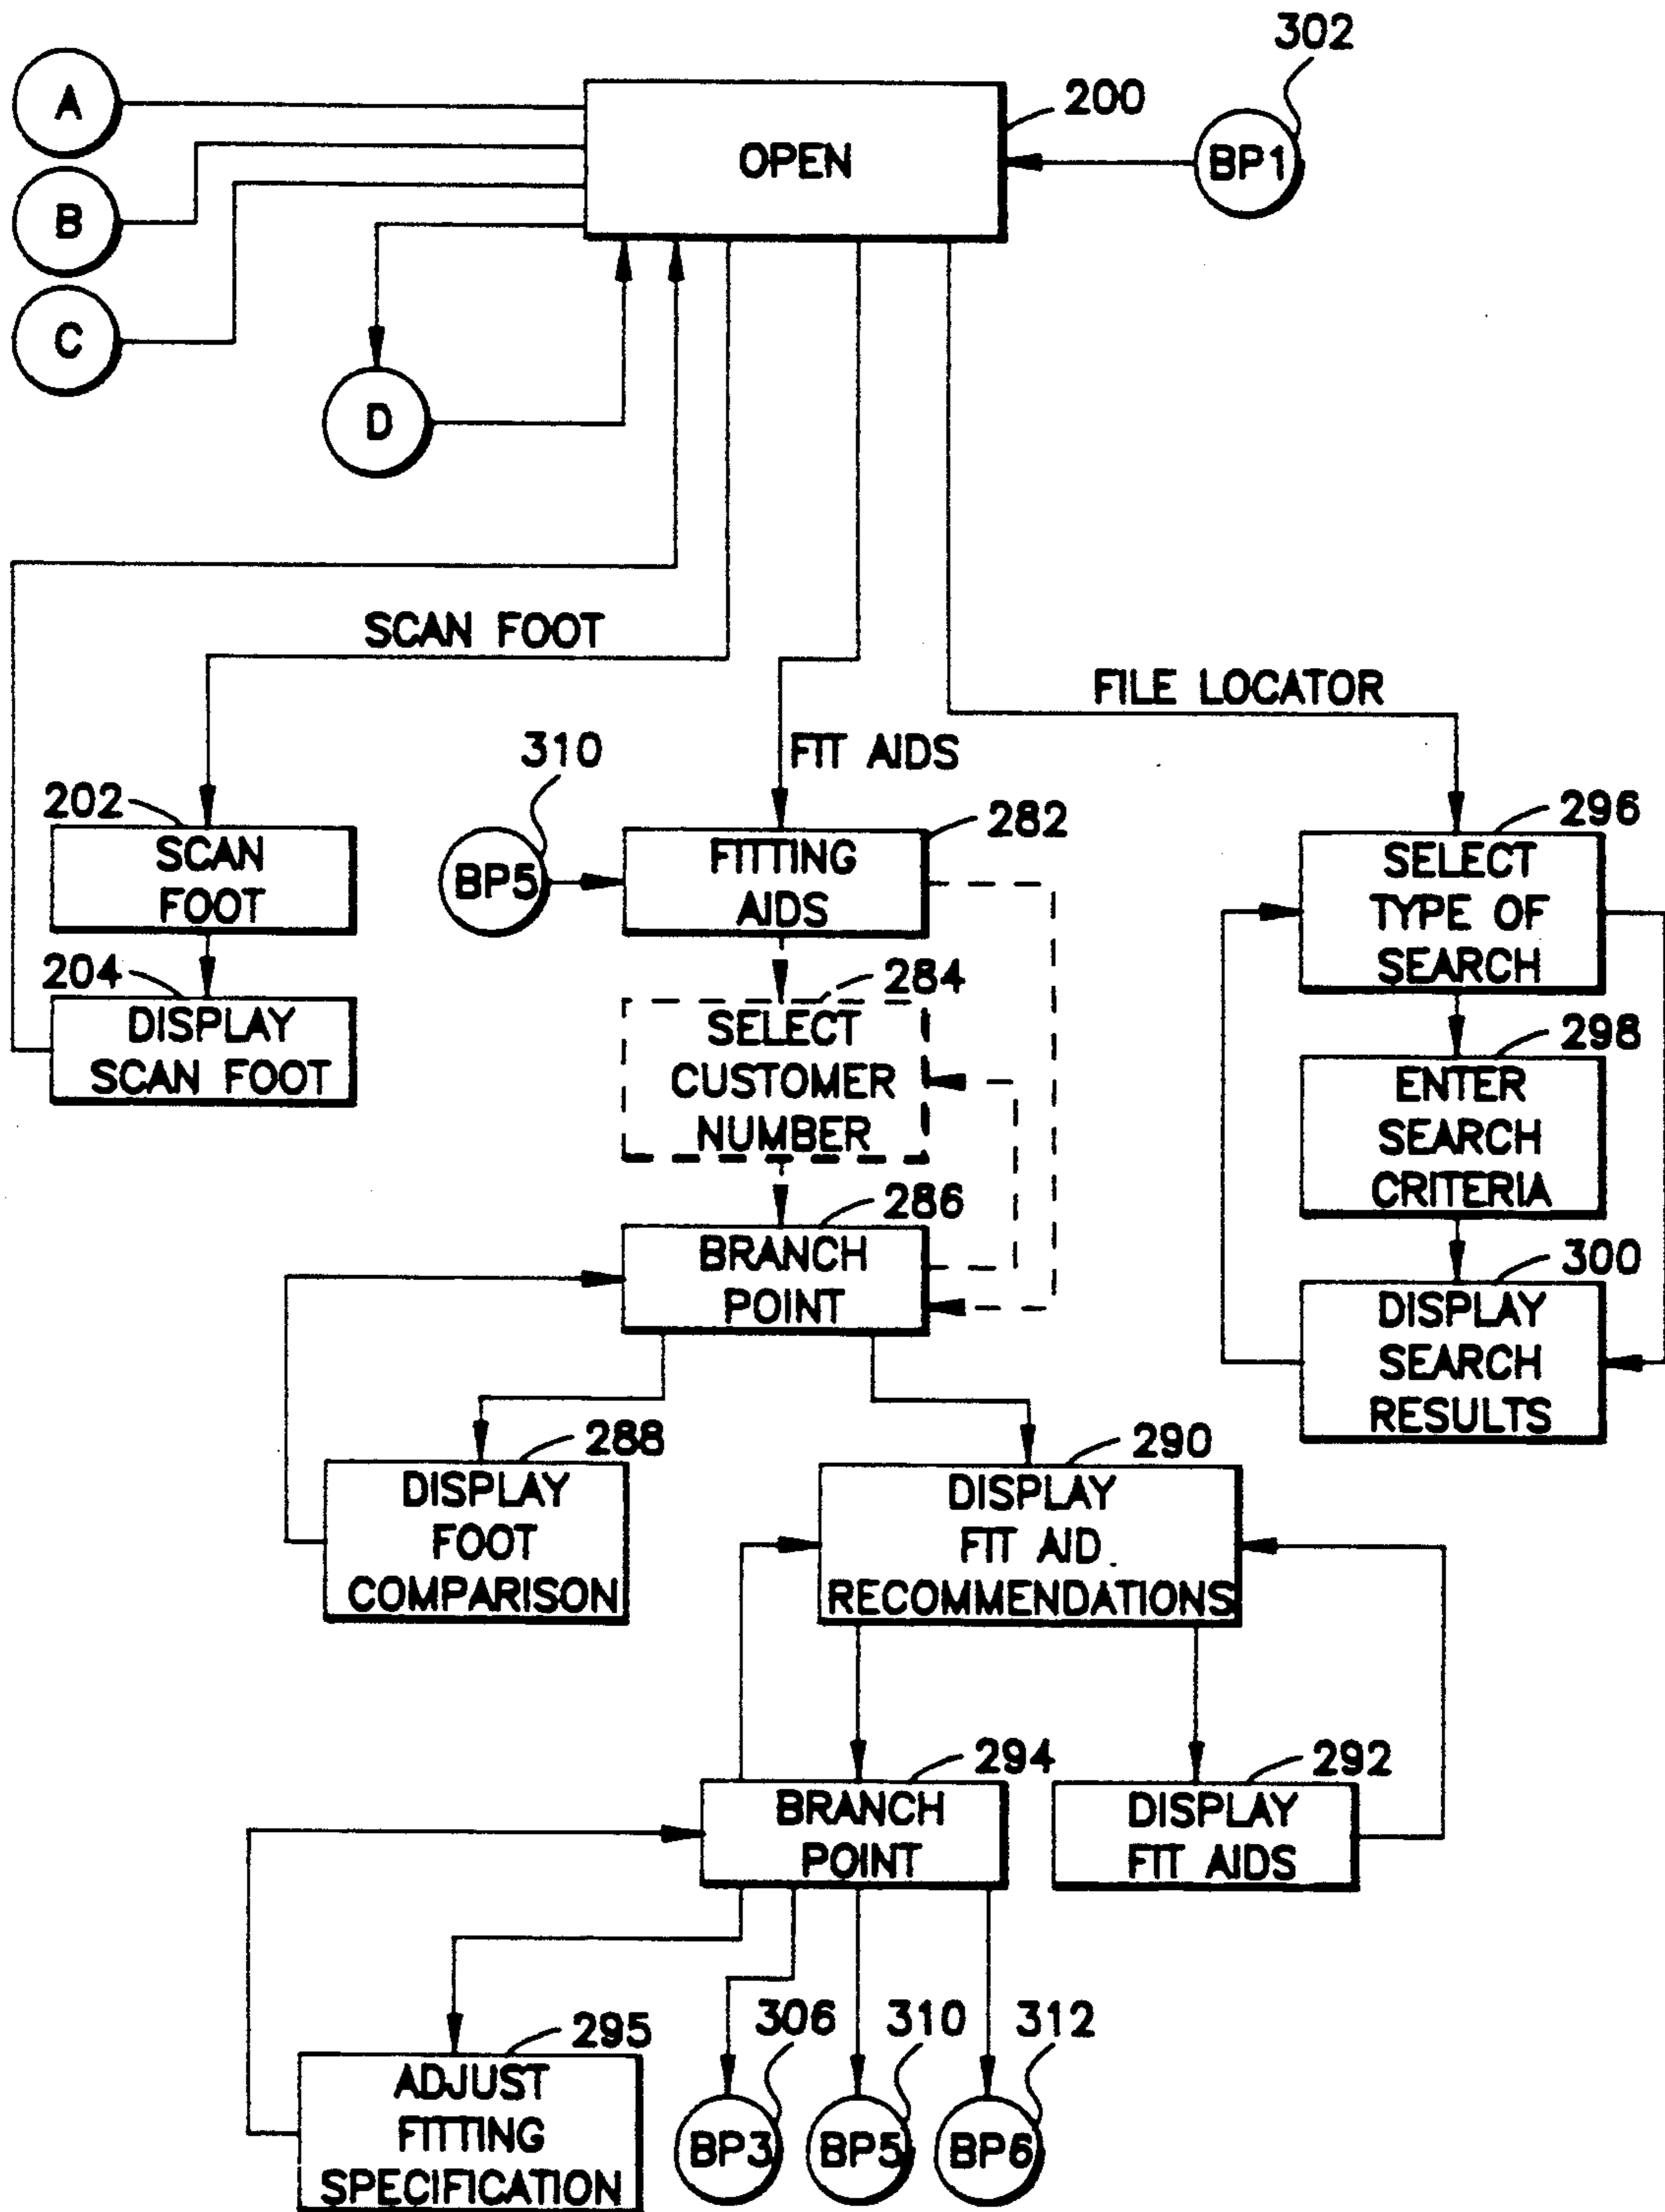 302
A
200
OPEN
BP1
B
C
D
SCAN FOOT
FILE LOCATOR
FIT AIDS
310
202
SCAN
FOOT
BP5
282
FITTING
AIDS
296
SELECT
TYPE OF
SEARCH
204
DISPLAY
SCAN FOOT
284
SELECT
CUSTOMER
NUMBER
298
ENTER
SEARCH
CRITERIA
286
BRANCH
POINT
300
DISPLAY
SEARCH
RESULTS
288
DISPLAY
FOOT
COMPARISON
290
DISPLAY
FIT AID
RECOMMENDATIONS
294
BRANCH
POINT
292
DISPLAY
FIT AIDS
295
ADJUST
FITTING
SPECIFICATION
306
BP3
310
BP5
312
BP6